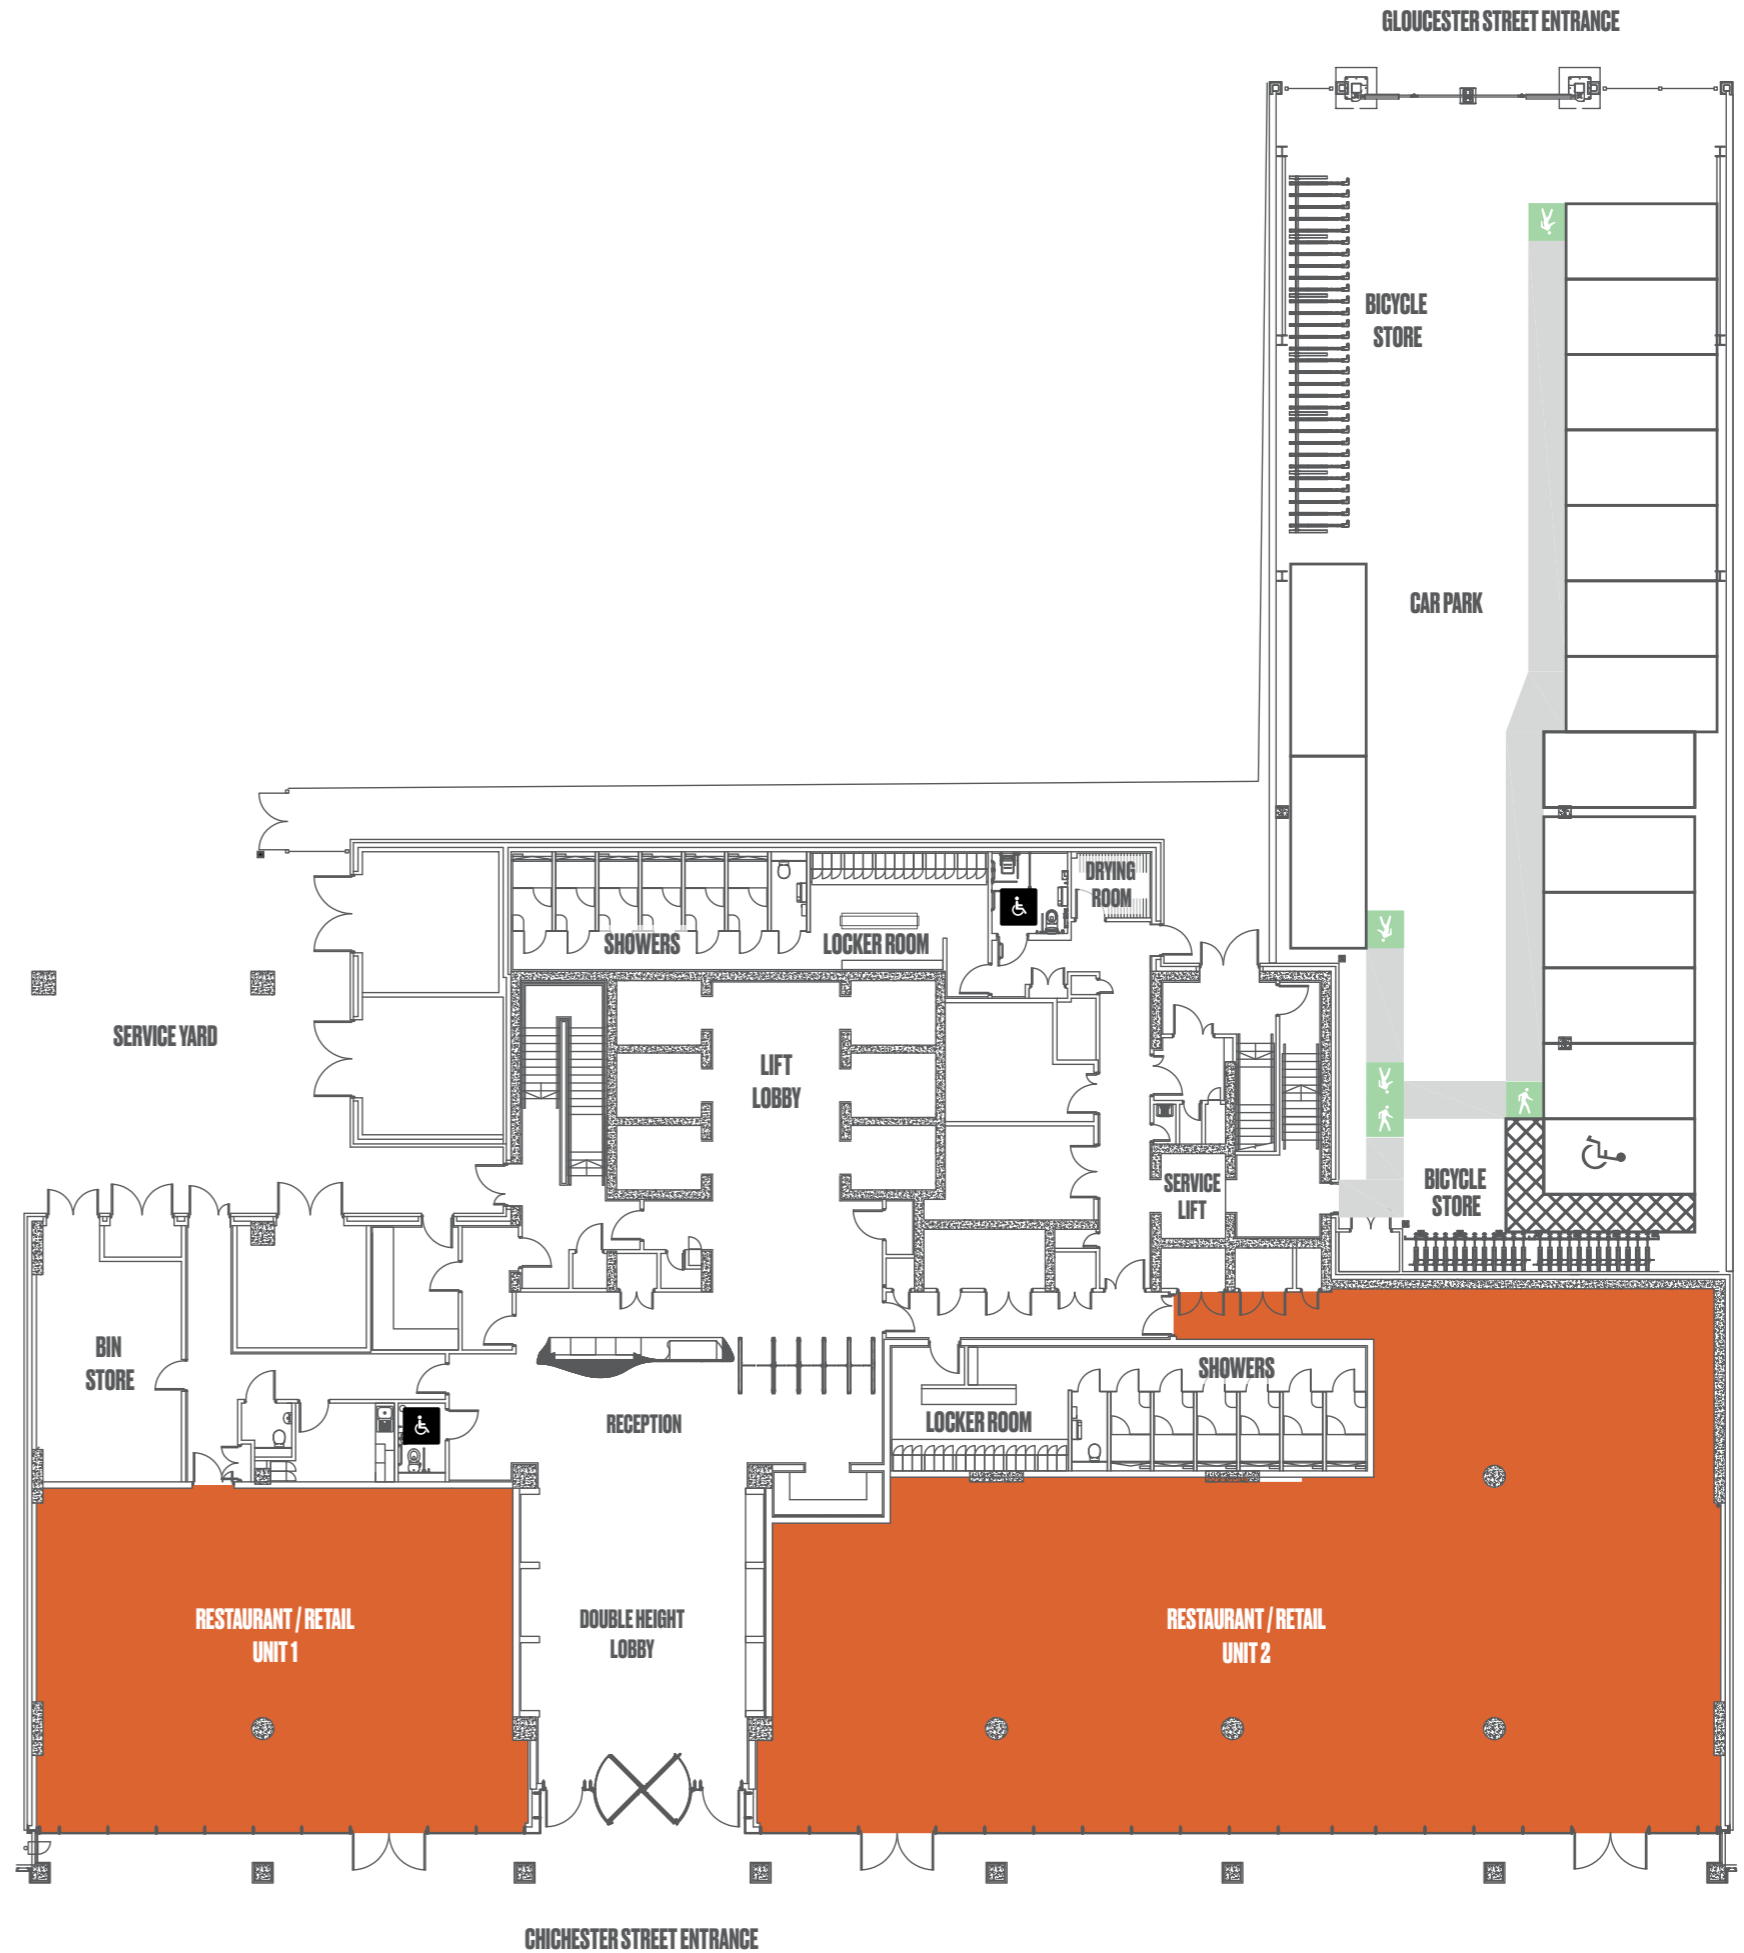 GLOUCESTER STREET ENTRANCE
BICYCLE
STORE
CAR PARK
DRYING
ROOM
SHOWERS
LOCKER ROOM
SERVICE YARD
LIFT
LOBBY
SERVICE
LIFT
BICYCLE
STORE
BIN
STORE
SHOWERS
LOCKER ROOM
RECEPTION
RESTAURANT / RETAIL
UNIT 1
DOUBLE HEIGHT
LOBBY
RESTAURANT / RETAIL
UNIT 2
CHICHESTER STREET ENTRANCE